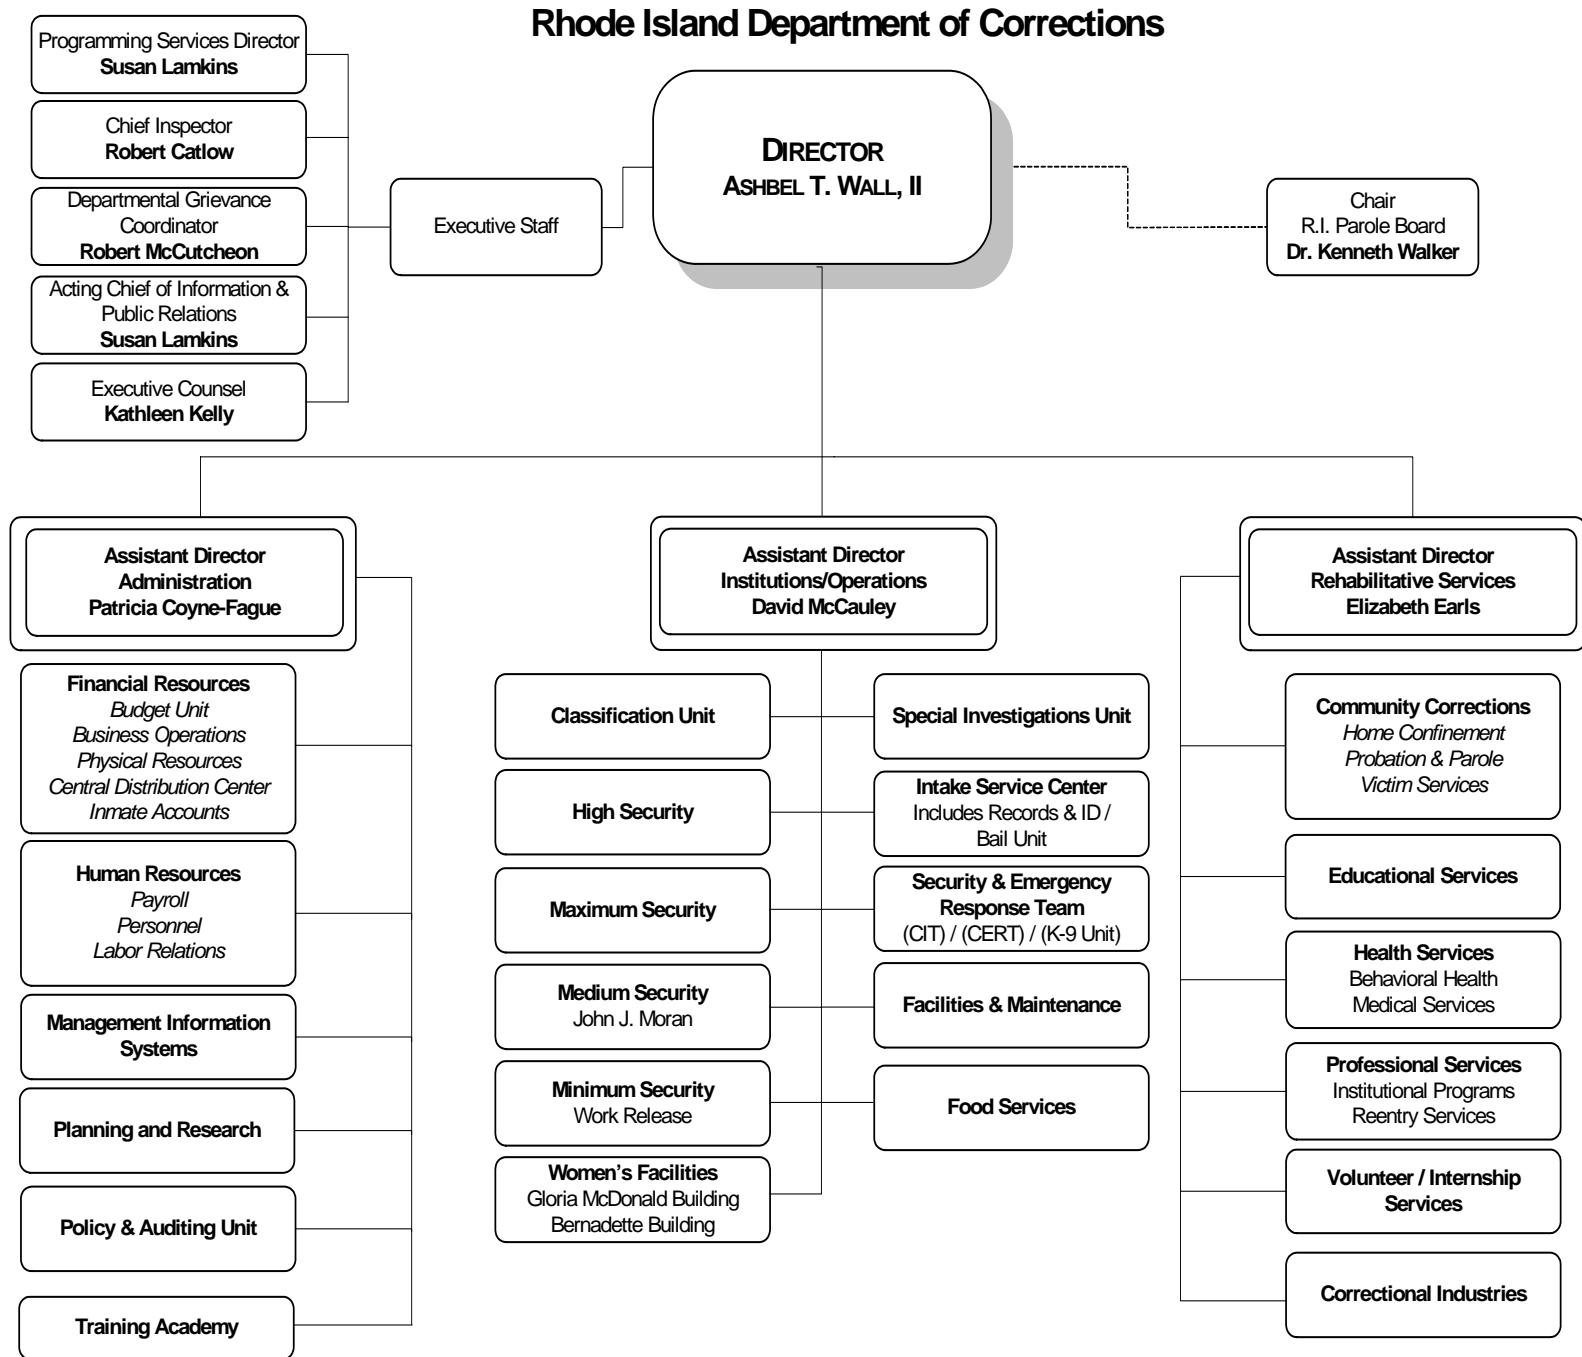 Rhode Island Department of Corrections
Programming Services Director
Susan Lamkins
Chief Inspector
Robert Catlow
Departmental Grievance
Coordinator
Robert McCutcheon
Acting Chief of Information &
Public Relations
Susan Lamkins
Executive Counsel
Kathleen Kelly
Executive Staff
DIRECTOR
ASHBEL T. WALL, II
Chair
R.I. Parole Board
Dr. Kenneth Walker
Assistant Director
Administration
Patricia Coyne-Fague
Financial Resources
Budget Unit
Business Operations
Physical Resources
Central Distribution Center
Inmate Accounts
Human Resources
Payroll
Personnel
Labor Relations
Management Information
Systems
Planning and Research
Policy & Auditing Unit
Training Academy
Assistant Director
Institutions/Operations
David McCauley
Classification Unit
High Security
Maximum Security
Medium Security
John J. Moran
Minimum Security
Work Release
Women's Facilities
Gloria McDonald Building
Bernadette Building
Special Investigations Unit
Intake Service Center
Includes Records & ID /
Bail Unit
Security & Emergency
Response Team
(CIT) / (CERT) / (K-9 Unit)
Facilities & Maintenance
Food Services
Assistant Director
Rehabilitative Services
Elizabeth Earls
Community Corrections
Home Confinement
Probation & Parole
Victim Services
Educational Services
Health Services
Behavioral Health
Medical Services
Professional Services
Institutional Programs
Reentry Services
Volunteer / Internship
Services
Correctional Industries